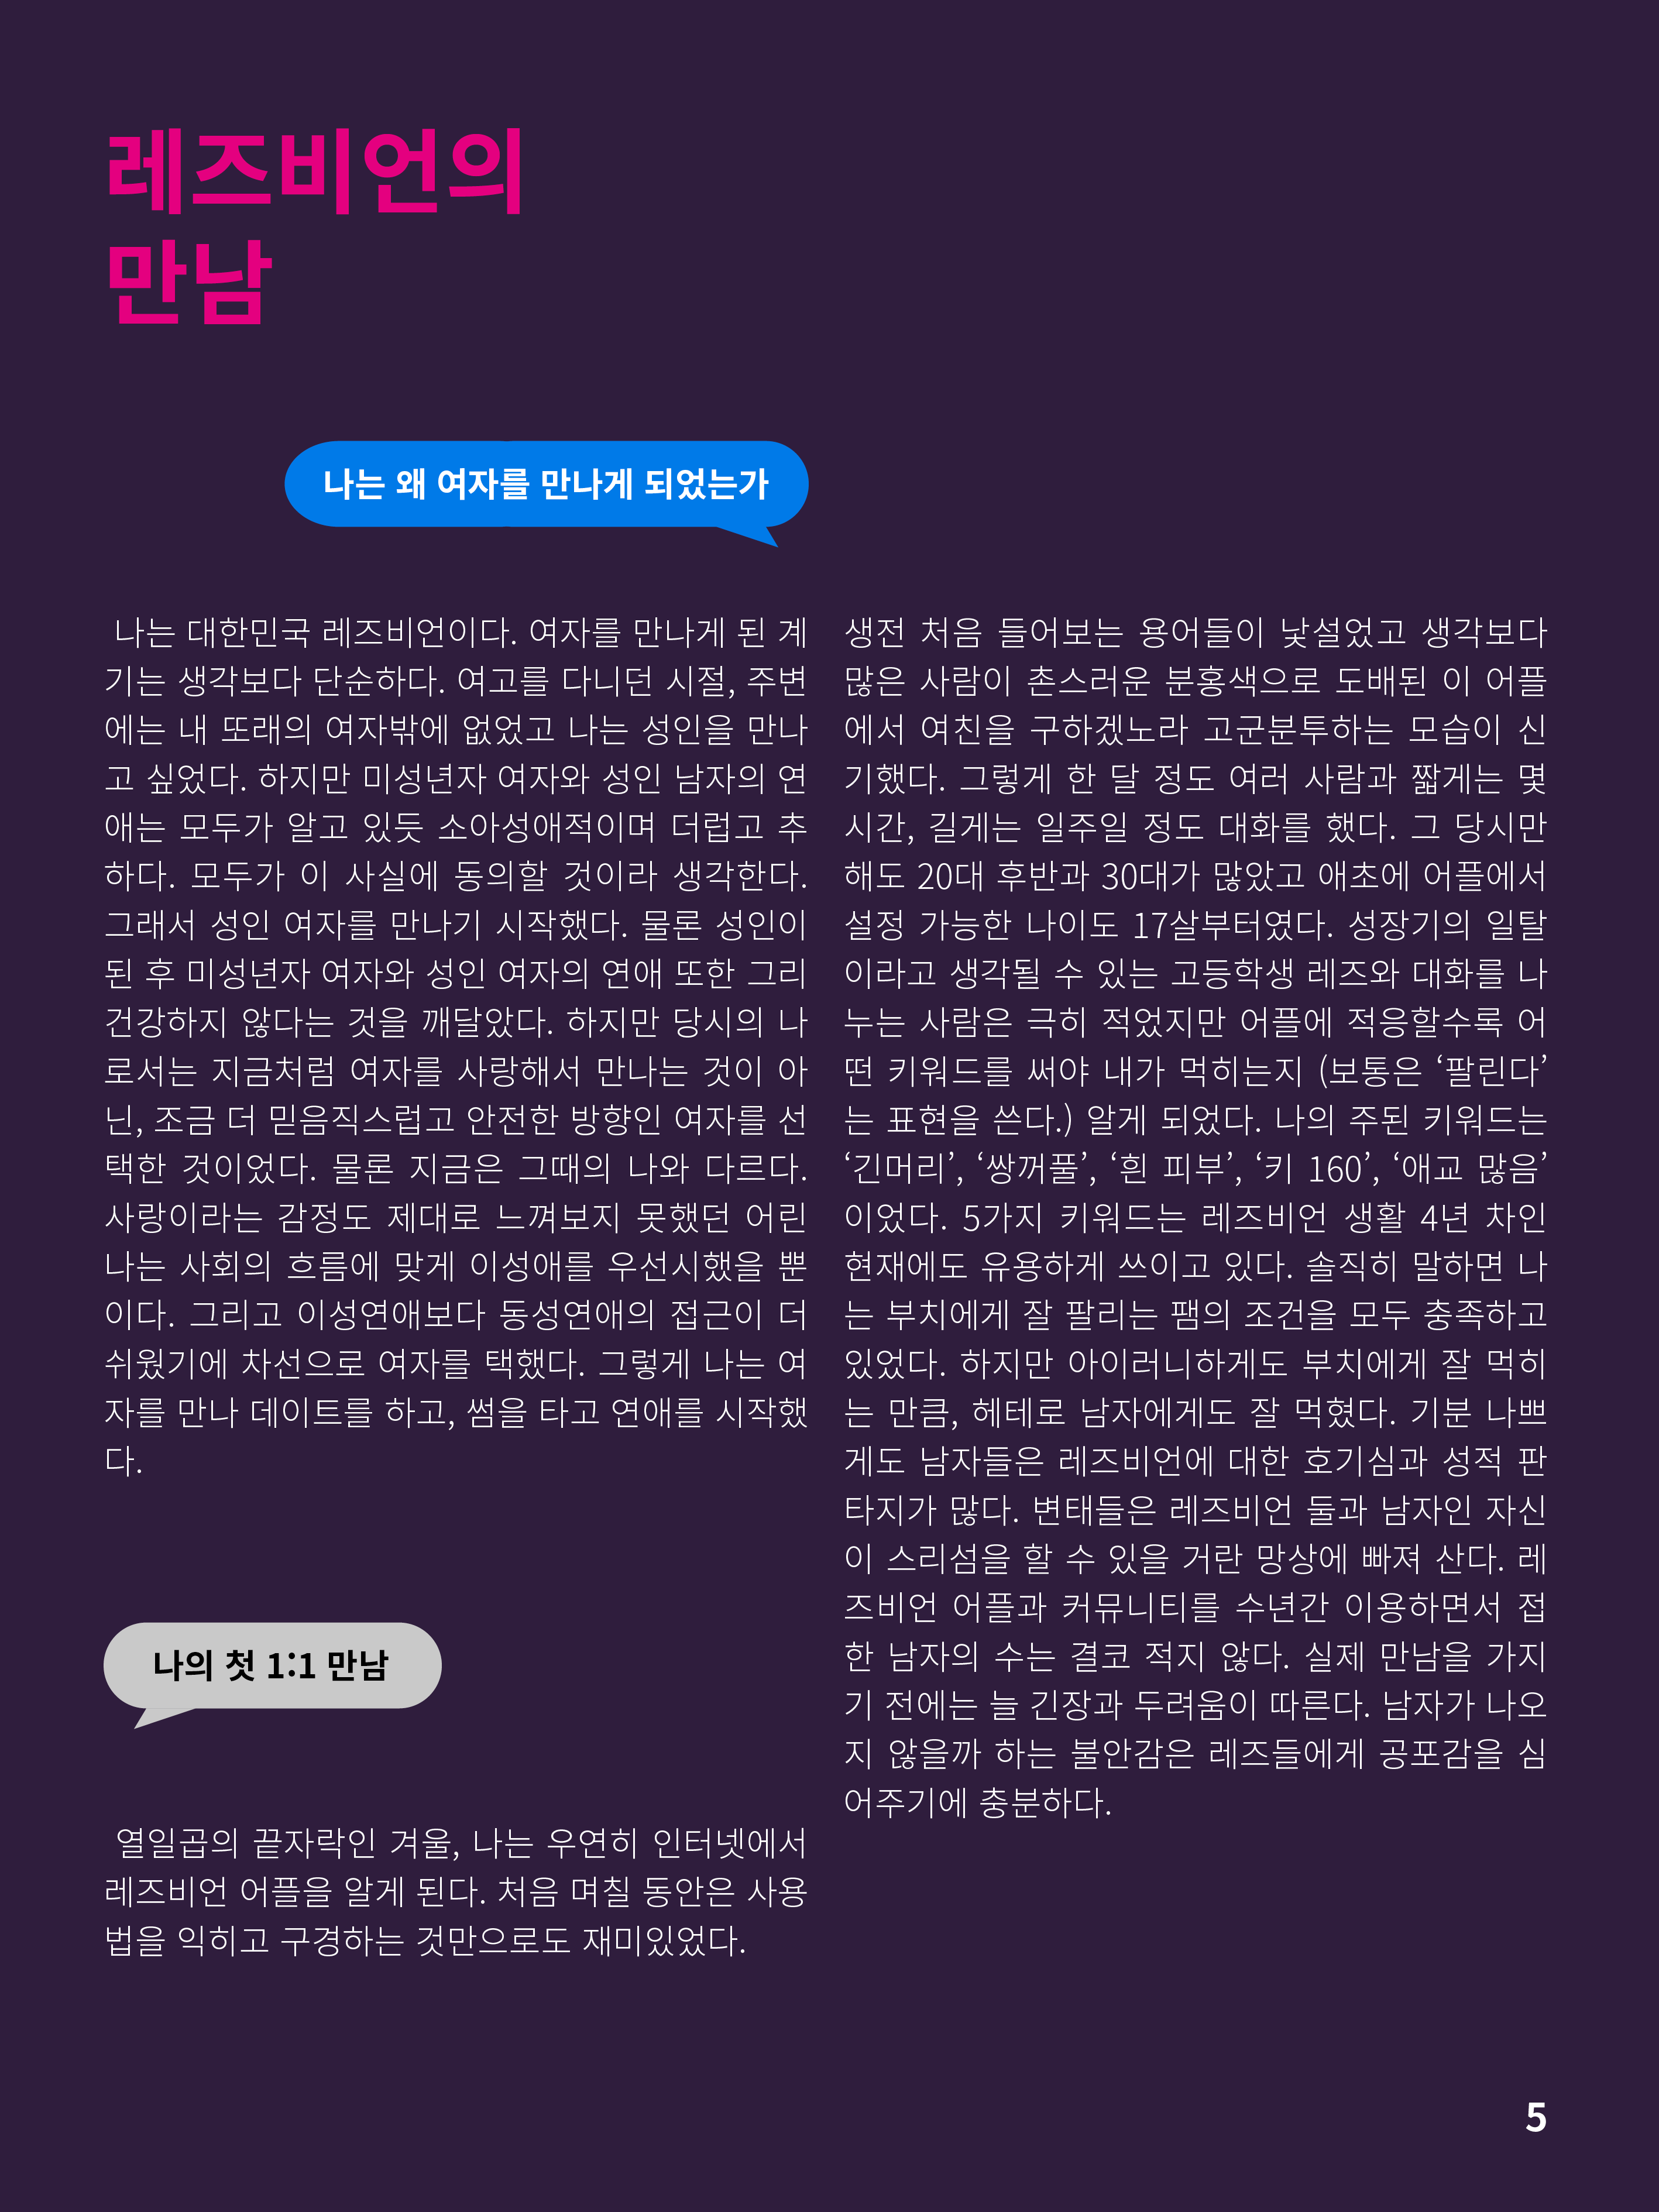 레즈비언의
만남
나는 왜 여자를 만나게 되었는가
나는 대한민국 레즈비언이다. 여자를 만나게 된 계
기는 생각보다 단순하다. 여고를 다니던 시절, 주변
에는 내 또래의 여자밖에 없었고 나는 성인을 만나
고 싶었다. 하지만 미성년자 여자와 성인 남자의 연
애는 모두가 알고 있듯 소아성애적이며 더럽고 추
하다. 모두가 이 사실에 동의할 것이라 생각한다.
그래서 성인 여자를 만나기 시작했다. 물론 성인이
된 후 미성년자 여자와 성인 여자의 연애 또한 그리
건강하지 않다는 것을 깨달았다. 하지만 당시의 나
로서는 지금처럼 여자를 사랑해서 만나는 것이 아
닌, 조금 더 믿음직스럽고 안전한 방향인 여자를 선
택한 것이었다. 물론 지금은 그때의 나와 다르다.
사랑이라는 감정도 제대로 느껴보지 못했던 어린
나는 사회의 흐름에 맞게 이성애를 우선시했을 뿐
이다. 그리고 이성연애보다 동성연애의 접근이 더
쉬웠기에 차선으로 여자를 택했다. 그렇게 나는 여
자를 만나 데이트를 하고, 썸을 타고 연애를 시작했
다.
나의 첫 1:1 만남
열일곱의 끝자락인 겨울, 나는 우연히 인터넷에서
레즈비언 어플을 알게 된다. 처음 며칠 동안은 사용
법을 익히고 구경하는 것만으로도 재미있었다.
생전 처음 들어보는 용어들이 낯설었고 생각보다
많은 사람이 촌스러운 분홍색으로 도배된 이 어플
에서 여친을 구하겠노라 고군분투하는 모습이 신
기했다. 그렇게 한 달 정도 여러 사람과 짧게는 몇
시간, 길게는 일주일 정도 대화를 했다. 그 당시만
해도 20대 후반과 30대가 많았고 애초에 어플에서
설정 가능한 나이도 17살부터였다. 성장기의 일탈
이라고 생각될 수 있는 고등학생 레즈와 대화를 나
누는 사람은 극히 적었지만 어플에 적응할수록 어
떤 키워드를 써야 내가 먹히는지 (보통은 ‘팔린다’
는 표현을 쓴다.) 알게 되었다. 나의 주된 키워드는
‘긴머리’, ‘쌍꺼풀’, ‘흰 피부’, ‘키 160’, ‘애교 많음’
이었다. 5가지 키워드는 레즈비언 생활 4년 차인
현재에도 유용하게 쓰이고 있다. 솔직히 말하면 나
는 부치에게 잘 팔리는 팸의 조건을 모두 충족하고
있었다. 하지만 아이러니하게도 부치에게 잘 먹히
는 만큼, 헤테로 남자에게도 잘 먹혔다. 기분 나쁘
게도 남자들은 레즈비언에 대한 호기심과 성적 판
타지가 많다. 변태들은 레즈비언 둘과 남자인 자신
이 스리섬을 할 수 있을 거란 망상에 빠져 산다. 레
즈비언 어플과 커뮤니티를 수년간 이용하면서 접
한 남자의 수는 결코 적지 않다. 실제 만남을 가지
기 전에는 늘 긴장과 두려움이 따른다. 남자가 나오
지 않을까 하는 불안감은 레즈들에게 공포감을 심
어주기에 충분하다.
5